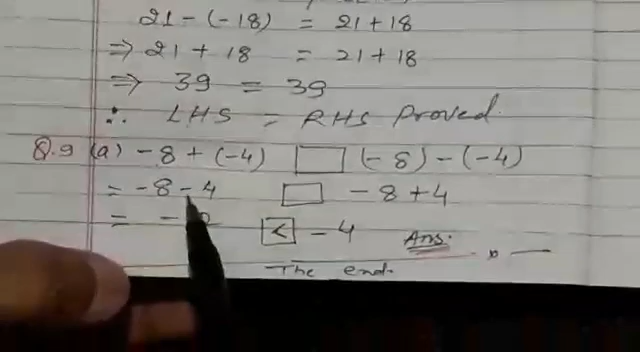 21 - (-18) = 21 + 18
⇒ 21 + 18 = 21 + 18
⇒ 39 = 39
∴ LHS = RHS Proved.
Q.9 (a) -8 + (-4) □ (-8) - (-4)
= -8 - 4 □ -8 + 4
= - < -4 Ans.
The end.